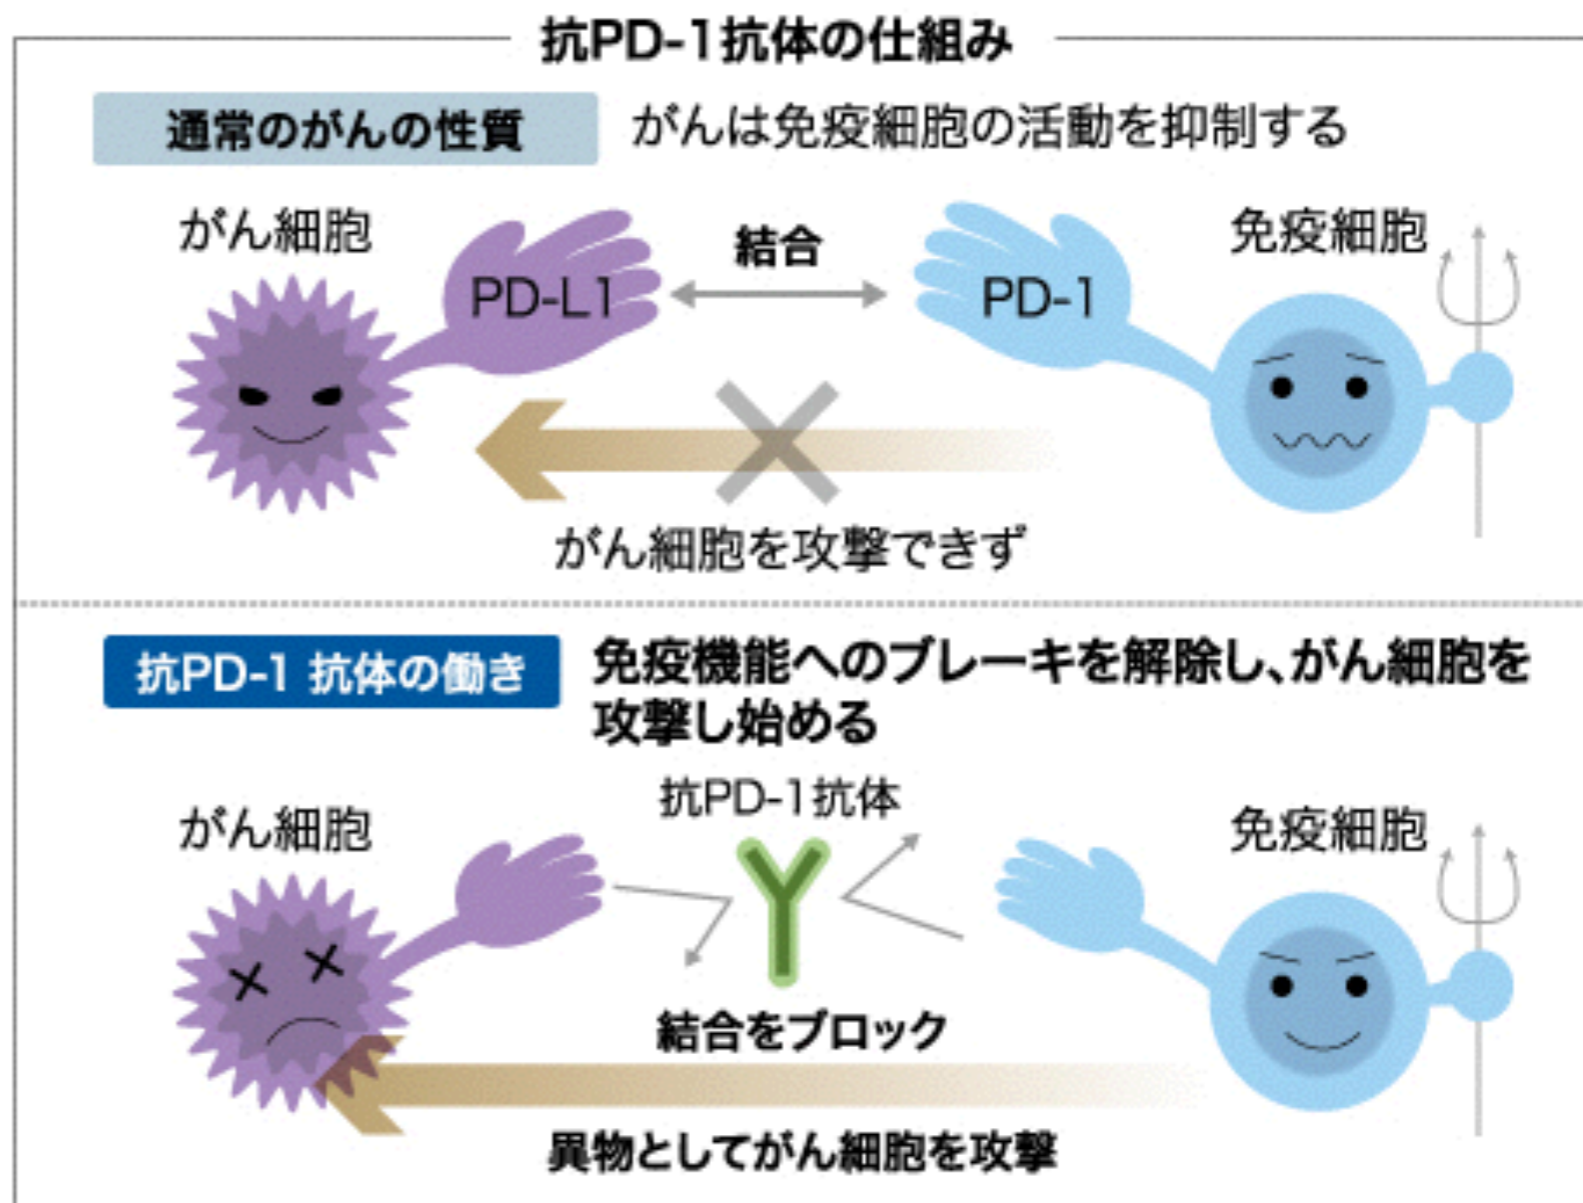 抗PD-1抗体の仕組み
通常のがんの性質
がんは免疫細胞の活動を抑制する
がん細胞
PD-L1
結合
PD-1
免疫細胞
がん細胞を攻撃できず
抗PD-1 抗体の働き
免疫機能へのブレーキを解除し、がん細胞を
攻撃し始める
がん細胞
抗PD-1抗体
免疫細胞
結合をブロック
異物としてがん細胞を攻撃